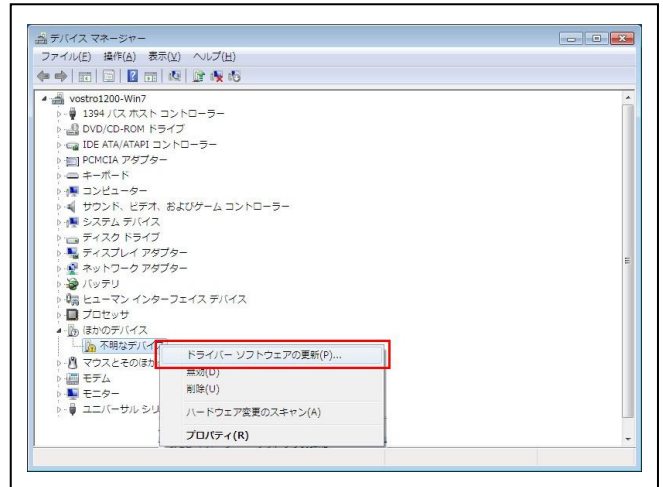 デバイス マネージャー
ファイル(F) 操作(A) 表示(V) ヘルプ(H)
vostro1200-Win7
1394 バス ホスト コントローラー
DVD/CD-ROM ドライブ
IDE ATA/ATAPI コントローラー
PCMCIA アダプター
キーボード
コンピューター
サウンド、ビデオ、およびゲーム コントローラー
システム デバイス
ディスク ドライブ
ディスプレイ アダプター
ネットワーク アダプター
バッテリ
ヒューマン インターフェイス デバイス
プロセッサ
ほかのデバイス
不明なデバイス
ドライバー ソフトウェアの更新(P)...
マウスとそのほか
無効(D)
モデム
削除(U)
モニター
ユニバーサル シリ
ハードウェア変更のスキャン(A)
プロパティ(R)